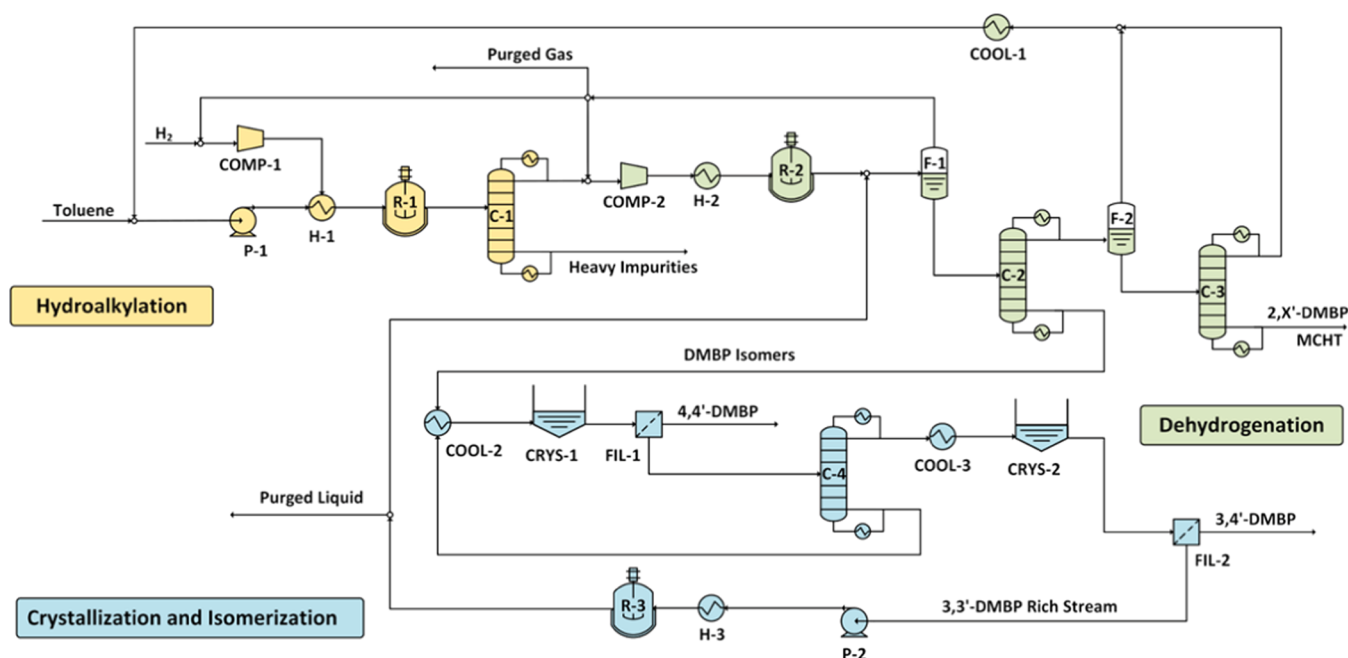 COOL-1
Purged Gas
H₂
COMP-1
R-1
R-2
F-1
C-1
COMP-2
H-2
Toluene
P-1
H-1
F-2
C-2
C-3
Heavy Impurities
Hydroalkylation
2,X'-DMBP
MCHT
DMBP Isomers
4,4'-DMBP
Dehydrogenation
COOL-2
CRYS-1
FIL-1
C-4
COOL-3
CRYS-2
Purged Liquid
3,4'-DMBP
FIL-2
Crystallization and Isomerization
R-3
H-3
3,3'-DMBP Rich Stream
P-2